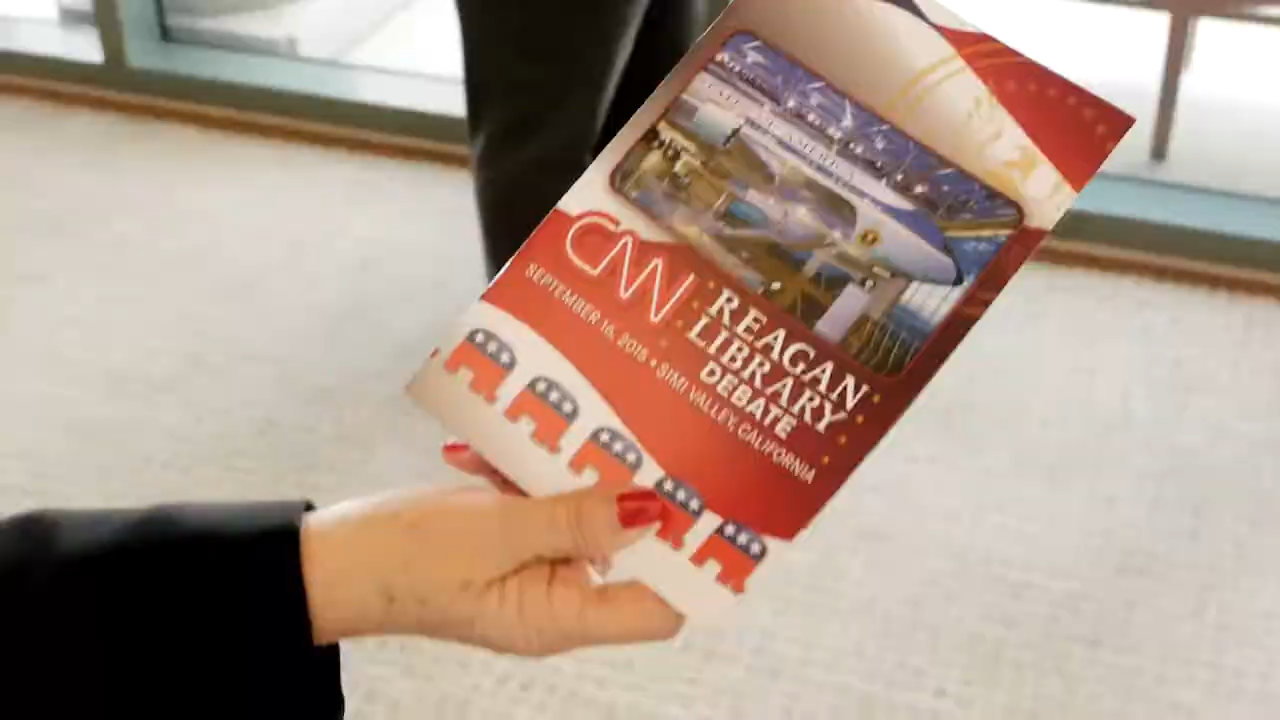 CNN
REAGAN
LIBRARY
DEBATE
SEPTEMBER 16, 2015 • SIMI VALLEY, CALIFORNIA